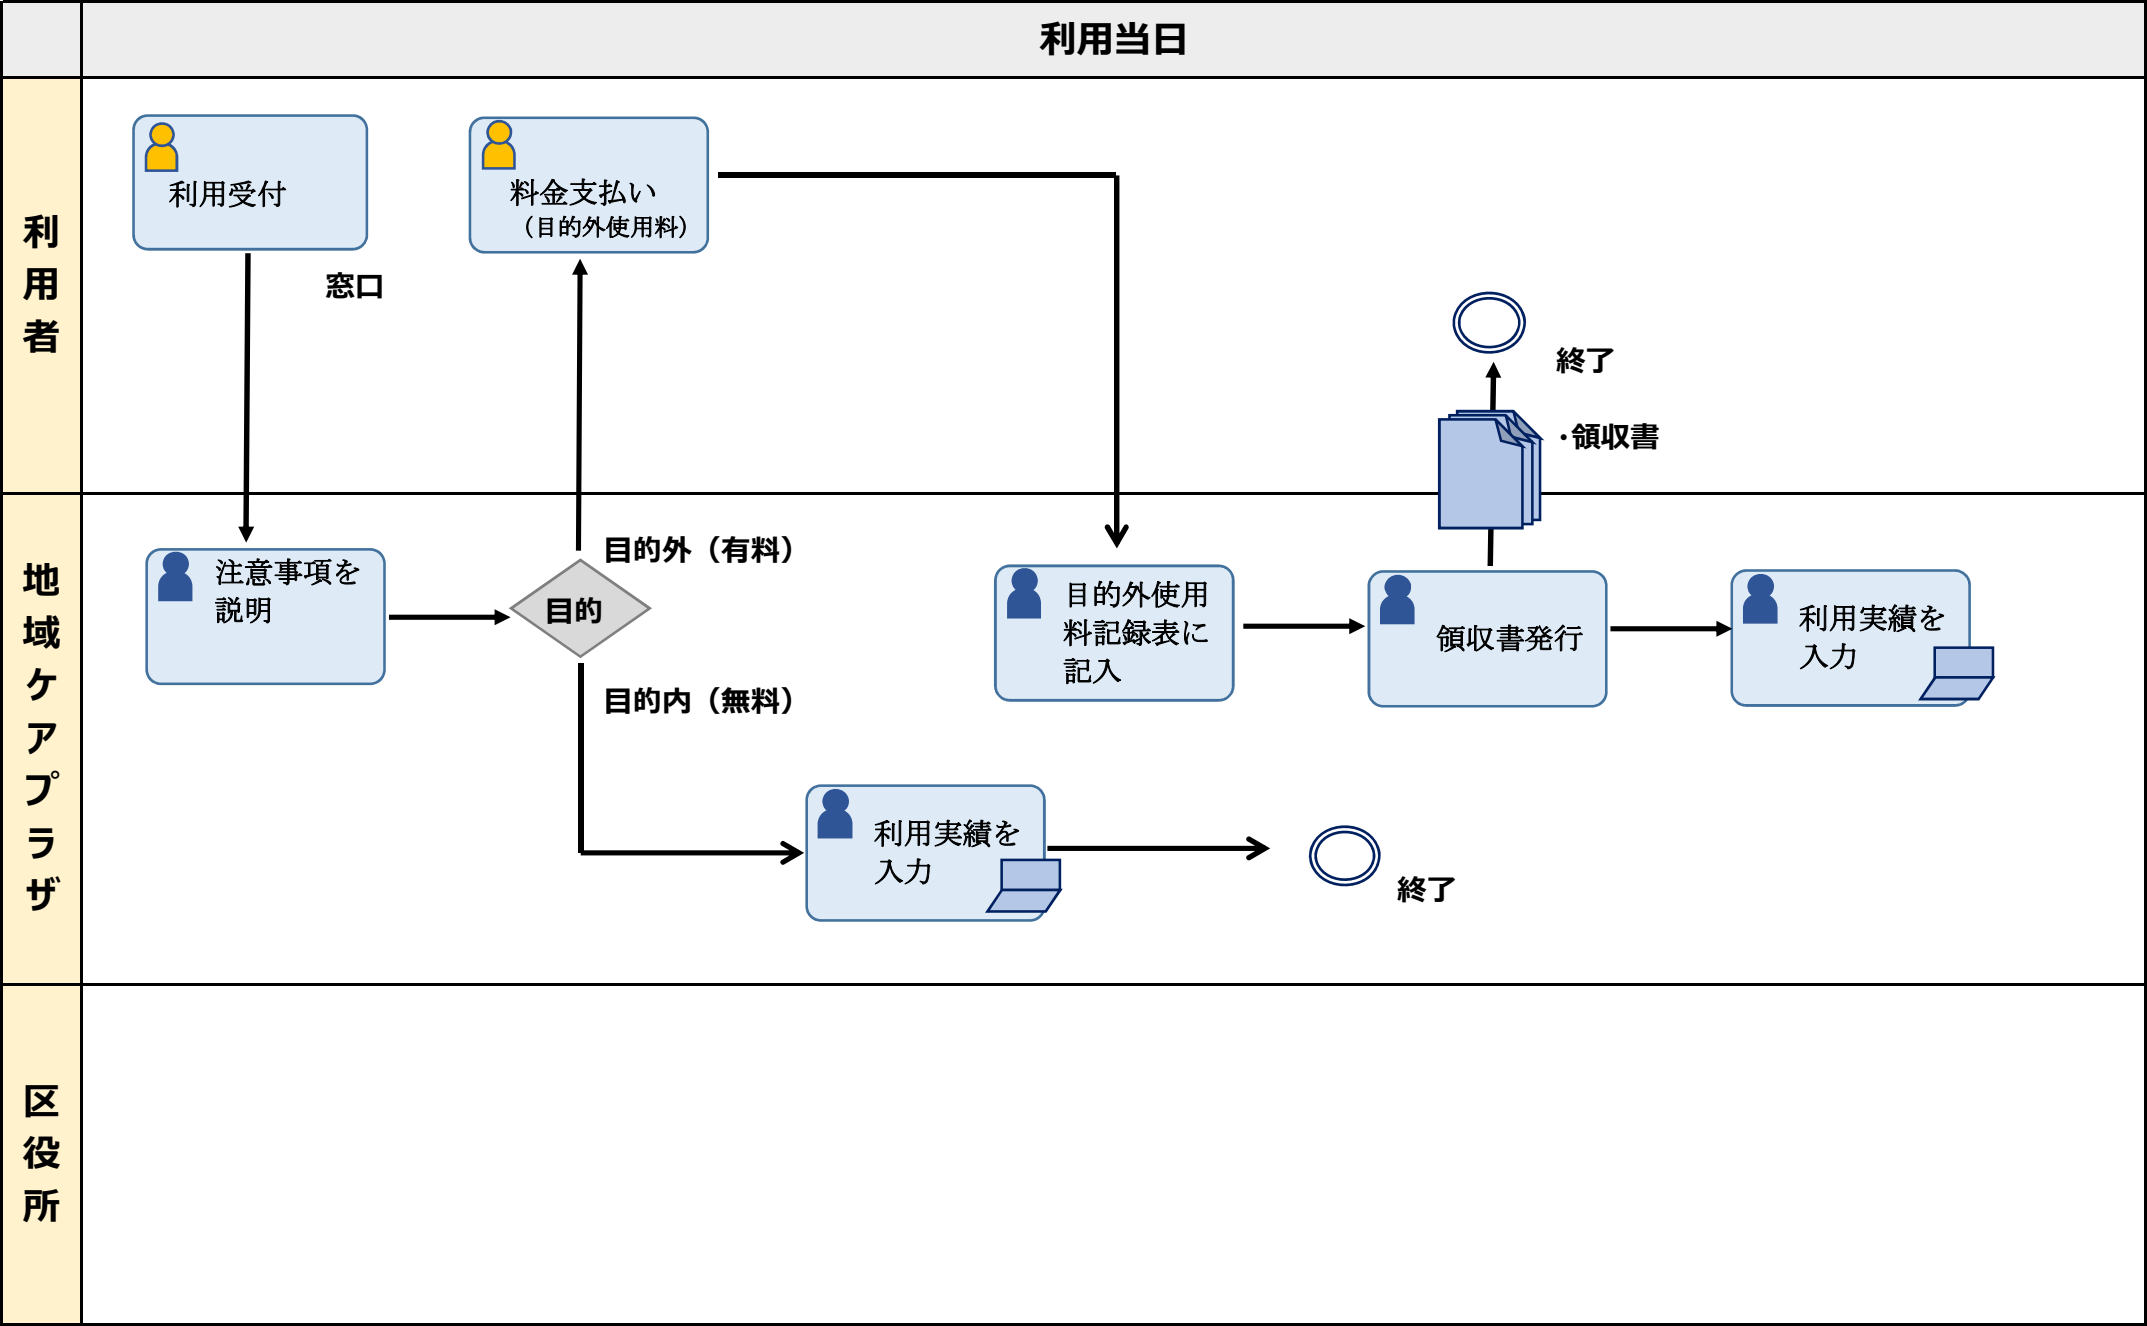 利用当日
利用者
利用受付
料金支払い
（目的外使用料）
窓口
終了
・領収書
地域ケアプラザ
注意事項を
説明
目的
目的外（有料）
目的内（無料）
目的外使用
料記録表に
記入
領収書発行
利用実績を
入力
利用実績を
入力
終了
区役所